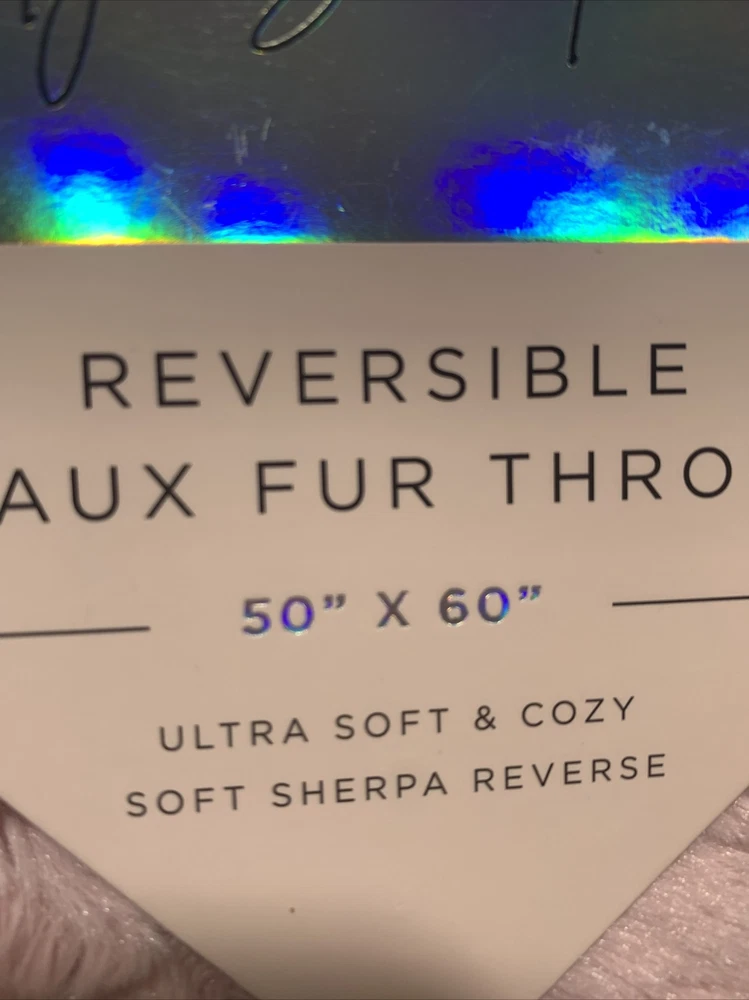 REVERSIBLE
AUX FUR THRO
50” X 60”
ULTRA SOFT & COZY
SOFT SHERPA REVERSE